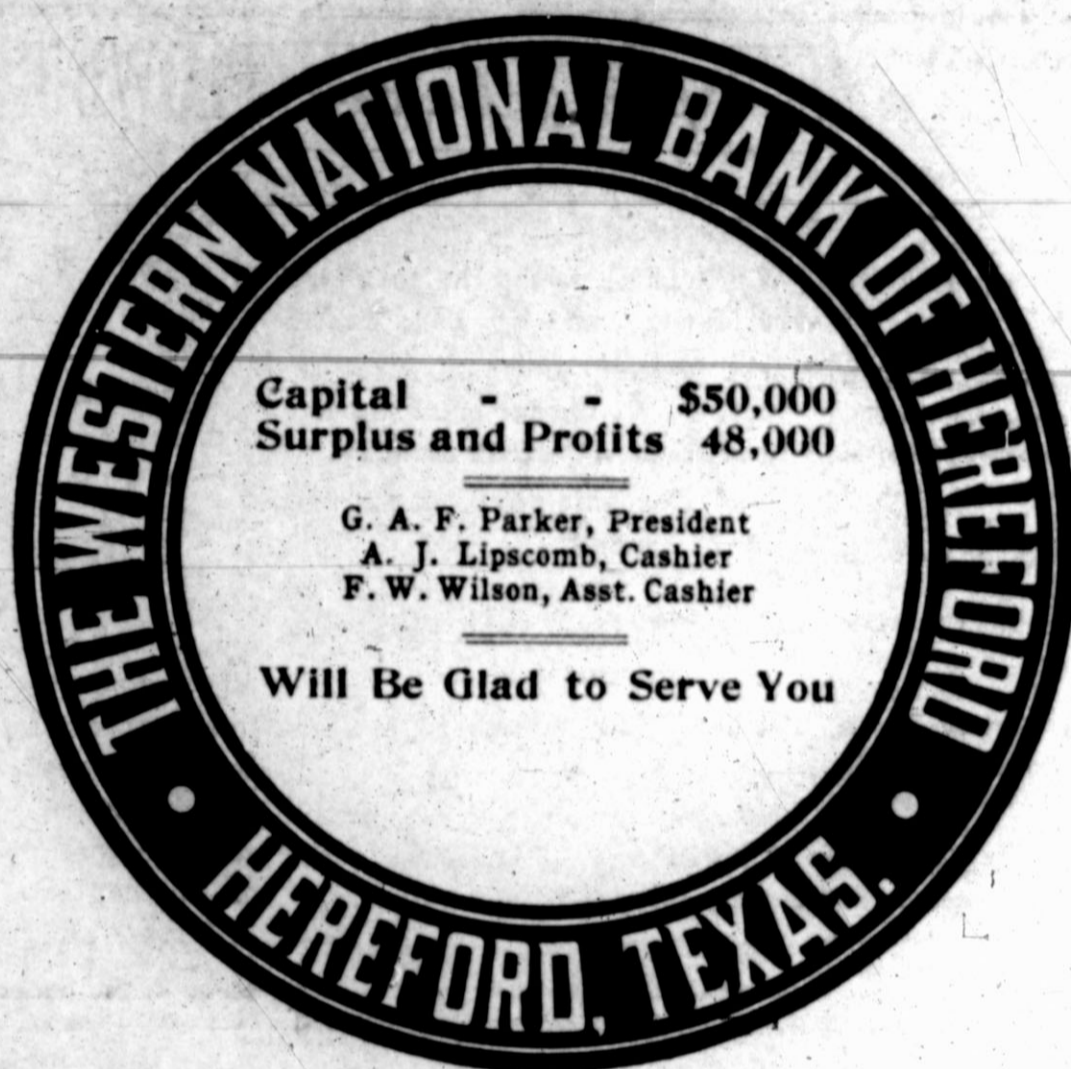 THE WESTERN NATIONAL BANK OF HEREFORD
Capital - - $50,000
Surplus and Profits 48,000
G. A. F. Parker, President
A. J. Lipscomb, Cashier
F. W. Wilson, Asst. Cashier
Will Be Glad to Serve You
HEREFORD, TEXAS.